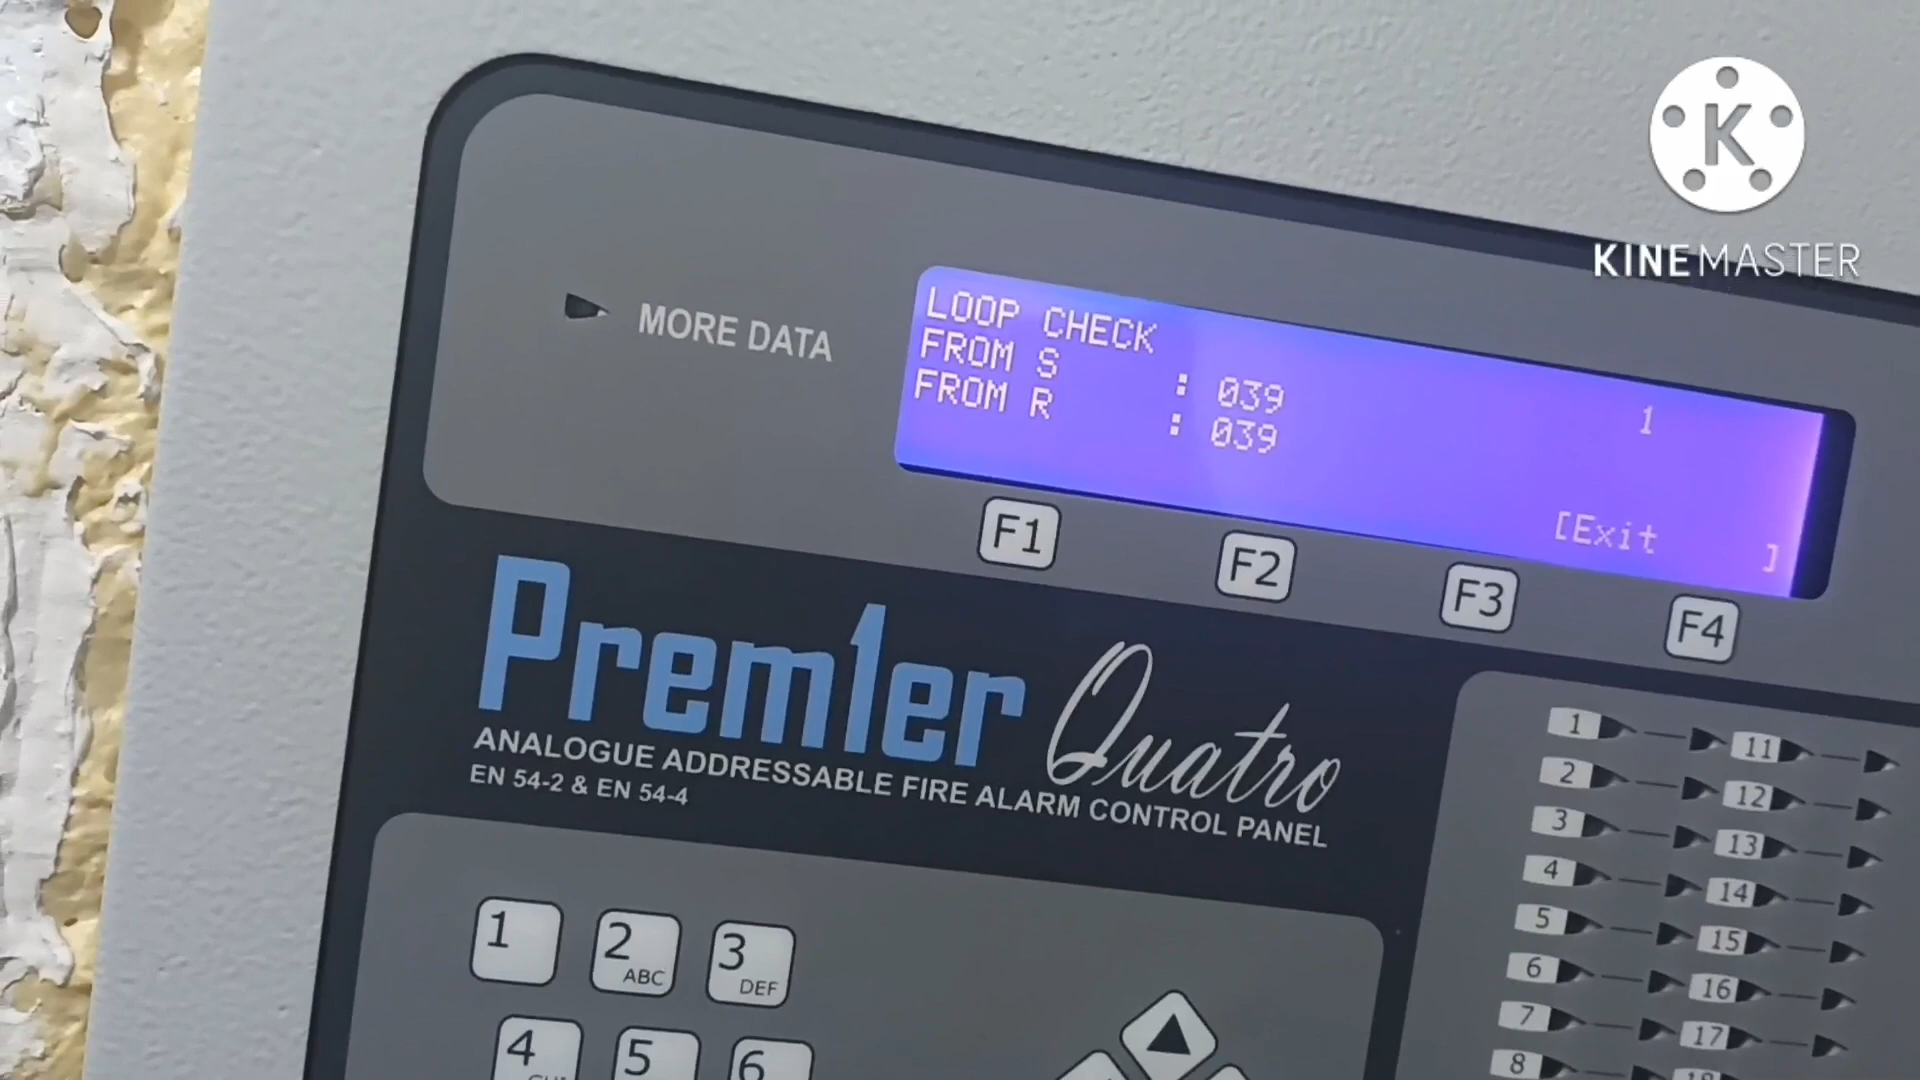 KINEMASTER
MORE DATA
LOOP CHECK 1
FROM S : 039
FROM R : 039
[Exit ]
F1 F2 F3 F4
Prem1er Quatro
ANALOGUE ADDRESSABLE FIRE ALARM CONTROL PANEL
EN 54-2 & EN 54-4
1 11
2 12
3 13
4 14
5 15
6 16
7 17
8 18
1 2 ABC 3 DEF
4 5 6